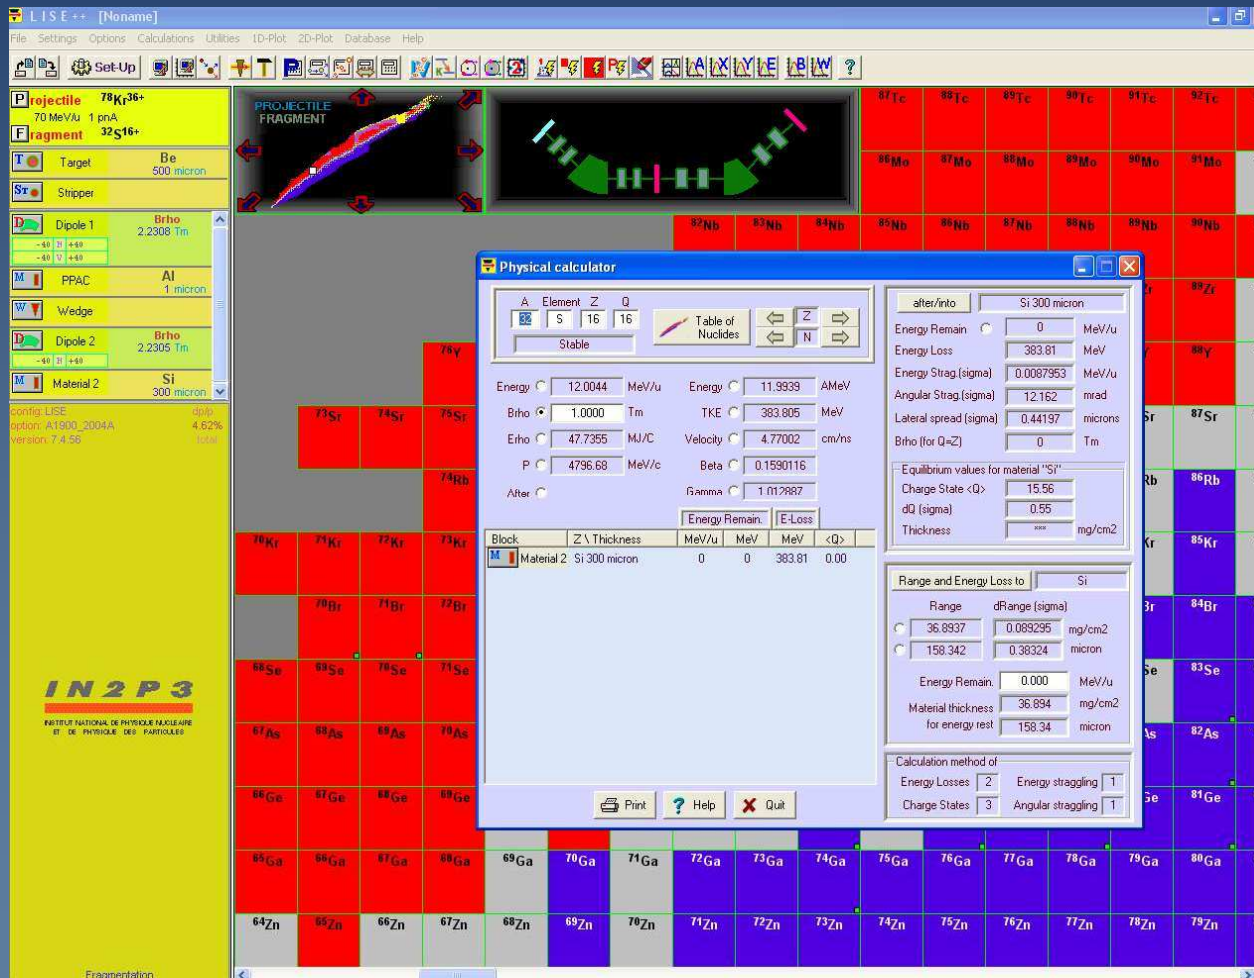 LISE++ [Noname]
File Settings Options Calculations Utilities 1D-Plot 2D-Plot Database Help
Set-Up
Projectile 78Kr36+
70 MeV/u 1 pnA
Fragment 32S16+
T Target Be
500 micron
St Stripper
D Dipole 1 Brho
2.2308 Tm
-40 H +40
-40 V +40
M PPAC Al
1 micron
W Wedge
D Dipole 2 Brho
2.2305 Tm
-40 H +40
M Material 2 Si
300 micron
config: LISE dp/p
option: A1900_2004A 4.62%
version: 7.4.56 total
IN2P3
INSTITUT NATIONAL DE PHYSIQUE NUCLEAIRE
ET DE PHYSIQUE DES PARTICULES
Fragmentation
PROJECTILE
FRAGMENT
87Tc 88Tc 89Tc 90Tc 91Tc 92Tc
86Mo 87Mo 88Mo 89Mo 90Mo 91Mo
82Nb 83Nb 84Nb 85Nb 86Nb 87Nb 88Nb 89Nb 90Nb
Physical calculator
A Element Z Q
32 S 16 16
Stable
Table of
Nuclides
Z
N
Energy 12.0044 MeV/u Energy 11.9939 AMeV
Brho 1.0000 Tm TKE 383.805 MeV
Erho 47.7355 MJ/C Velocity 4.77002 cm/ns
P 4796.68 MeV/c Beta 0.1590116
After Gamma 1.012887
Energy Remain. E-Loss
Block Z \ Thickness MeV/u MeV MeV <Q>
M Material 2 Si 300 micron 0 0 383.81 0.00
Print Help Quit
after/into Si 300 micron
Energy Remain 0 MeV/u
Energy Loss 383.81 MeV
Energy Strag.(sigma) 0.0087953 MeV/u
Angular Strag.(sigma) 12.162 mrad
Lateral spread (sigma) 0.44197 microns
Brho (for Q=Z) 0 Tm
Equilibrium values for material "Si"
Charge State <Q> 15.56
dQ (sigma) 0.55
Thickness *** mg/cm2
Range and Energy Loss to Si
Range dRange (sigma)
36.8937 0.089295 mg/cm2
158.342 0.38324 micron
Energy Remain. 0.000 MeV/u
Material thickness 36.894 mg/cm2
for energy rest 158.34 micron
Calculation method of
Energy Losses 2 Energy straggling 1
Charge States 3 Angular straggling 1
89Zr
76Y 88Y
73Sr 74Sr 75Sr 87Sr
74Rb 86Rb
70Kr 71Kr 72Kr 73Kr 85Kr
70Br 71Br 72Br 84Br
68Se 69Se 70Se 71Se 83Se
67As 68As 69As 70As 82As
66Ge 67Ge 68Ge 69Ge 81Ge
65Ga 66Ga 67Ga 68Ga 69Ga 70Ga 71Ga 72Ga 73Ga 74Ga 75Ga 76Ga 77Ga 78Ga 79Ga 80Ga
64Zn 65Zn 66Zn 67Zn 68Zn 69Zn 70Zn 71Zn 72Zn 73Zn 74Zn 75Zn 76Zn 77Zn 78Zn 79Zn